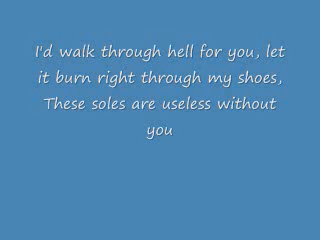 I'd walk through hell for you, let
it burn right through my shoes,
These soles are useless without
you